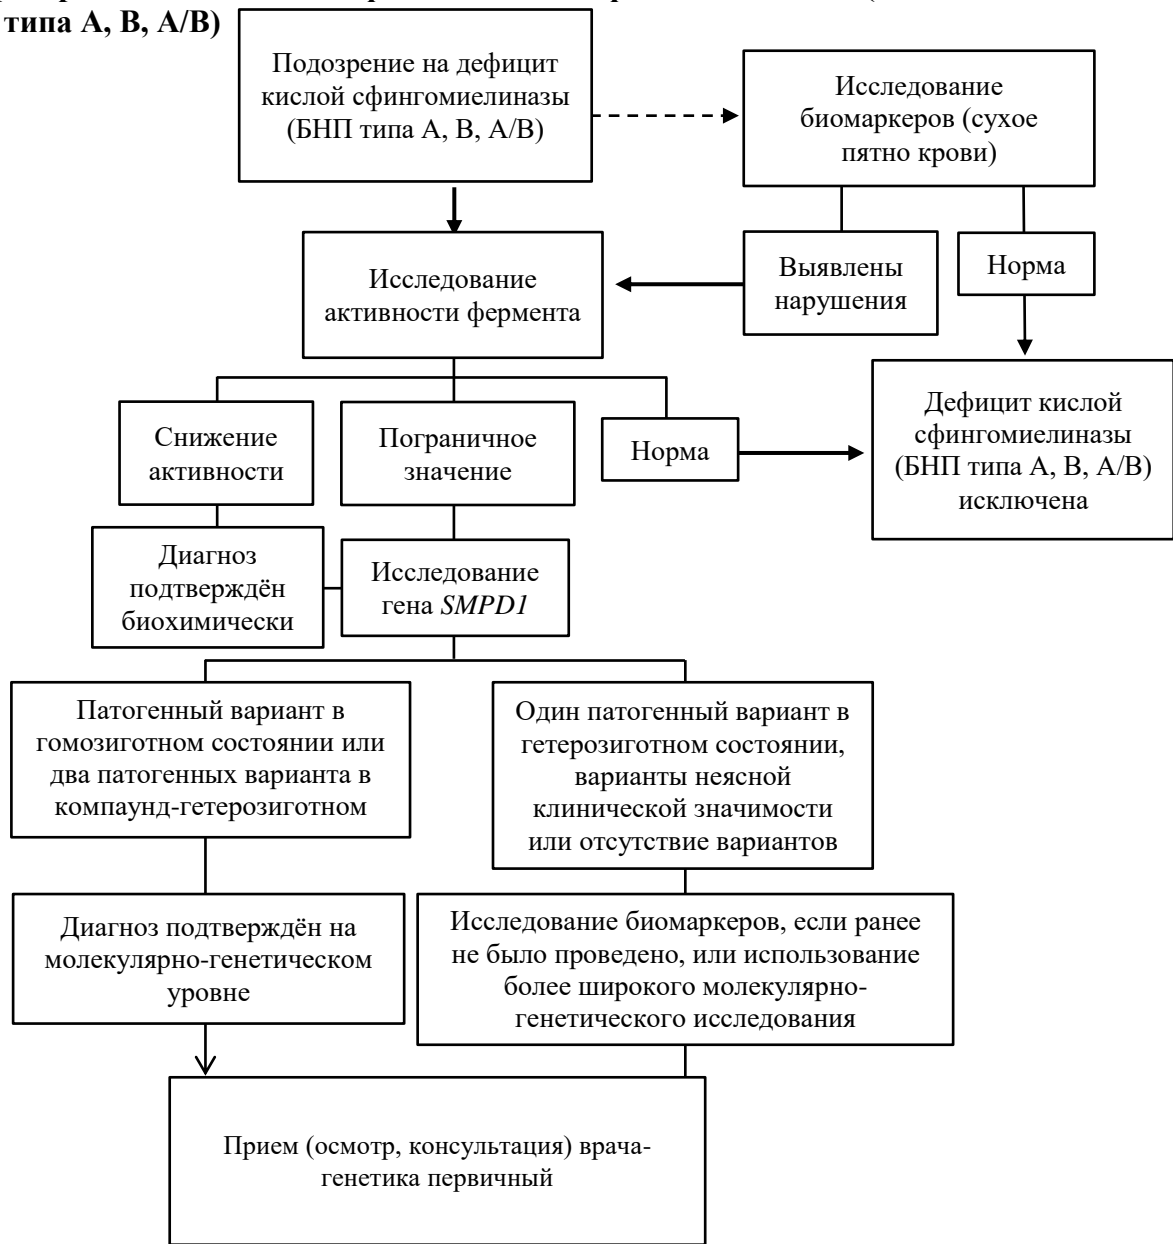 типа А, В, А/В)
Подозрение на дефицит
кислой сфингомиелиназы
(БНП типа А, В, А/В)
Исследование
биомаркеров (сухое
пятно крови)
Исследование
активности фермента
Выявлены
нарушения
Норма
Снижение
активности
Пограничное
значение
Норма
Дефицит кислой
сфингомиелиназы
(БНП типа А, В, А/В)
исключена
Диагноз
подтверждён
биохимически
Исследование
гена SMPD1
Патогенный вариант в
гомозиготном состоянии или
два патогенных варианта в
компаунд-гетерозиготном
Один патогенный вариант в
гетерозиготном состоянии,
варианты неясной
клинической значимости
или отсутствие вариантов
Диагноз подтверждён на
молекулярно-генетическом
уровне
Исследование биомаркеров, если ранее
не было проведено, или использование
более широкого молекулярно-
генетического исследования
Прием (осмотр, консультация) врача-
генетика первичный